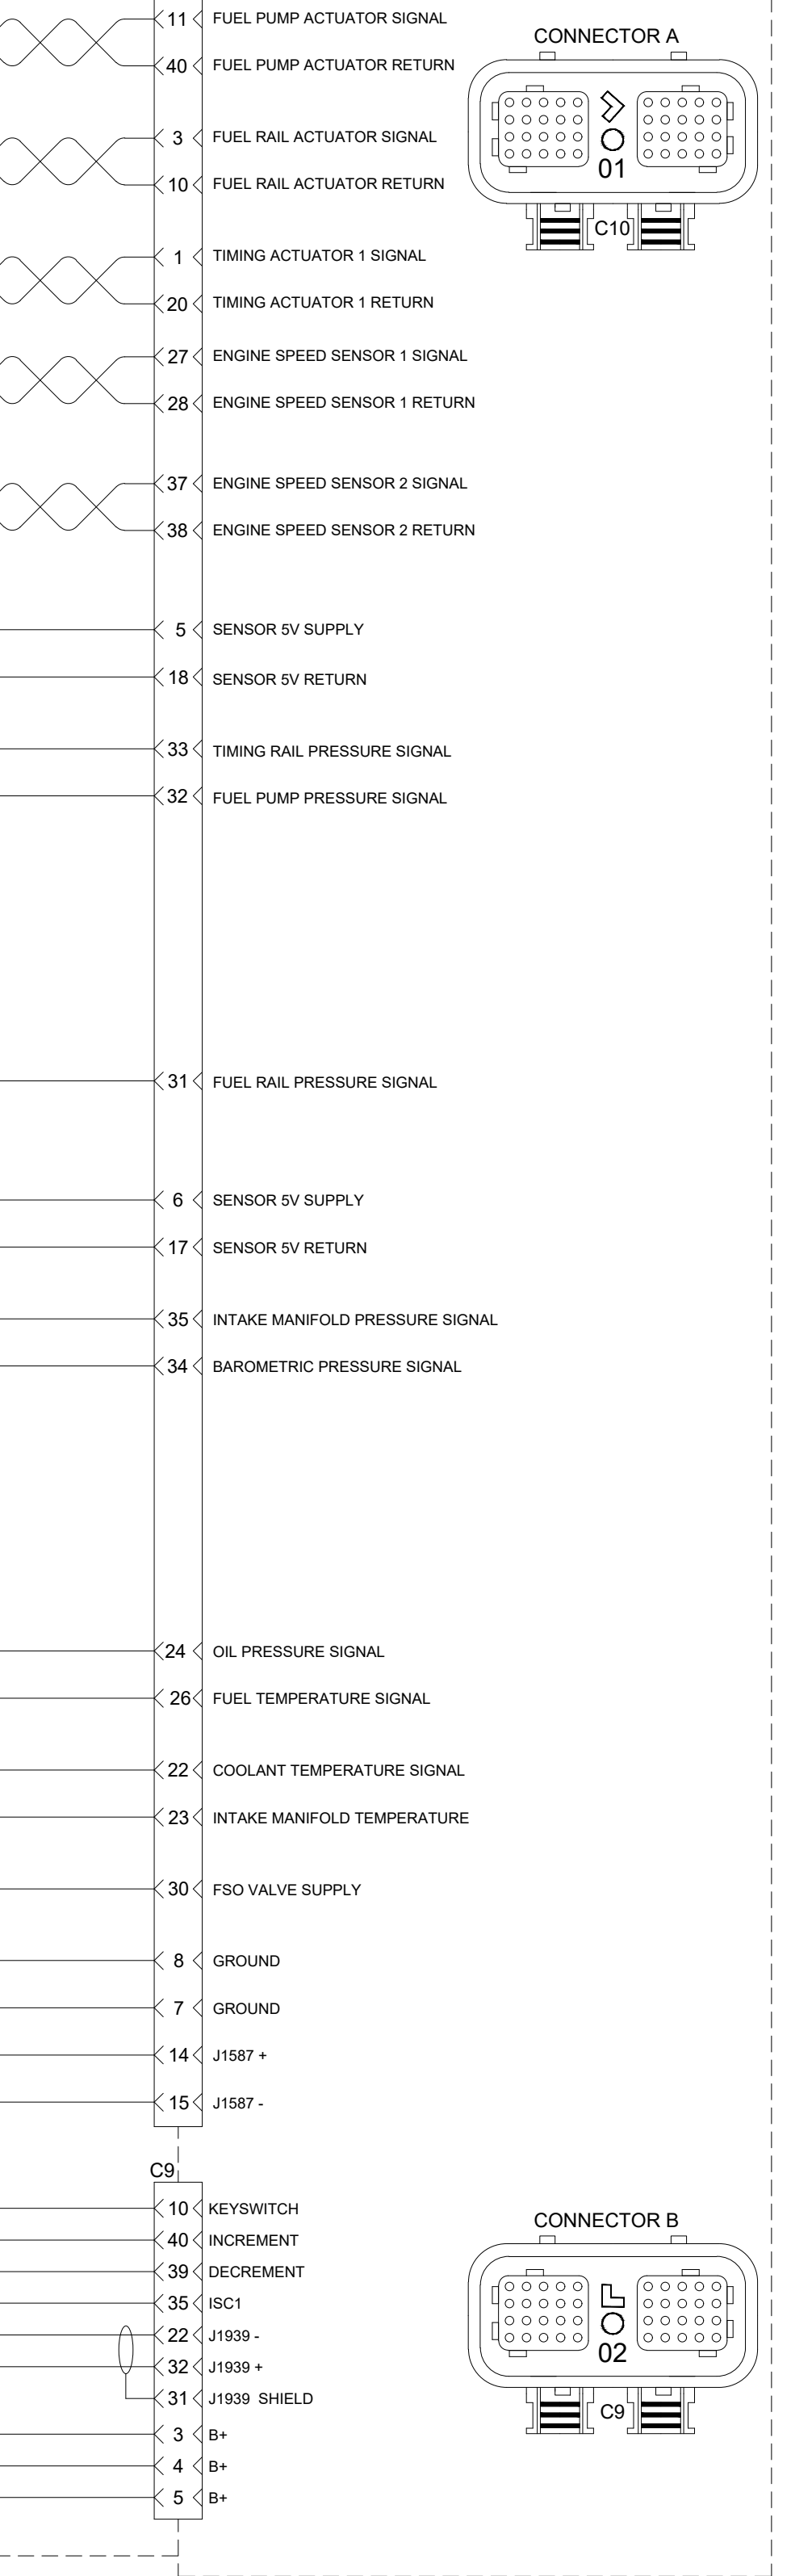 11 FUEL PUMP ACTUATOR SIGNAL
CONNECTOR A
40 FUEL PUMP ACTUATOR RETURN
3 FUEL RAIL ACTUATOR SIGNAL
01
10 FUEL RAIL ACTUATOR RETURN
C10
1 TIMING ACTUATOR 1 SIGNAL
20 TIMING ACTUATOR 1 RETURN
27 ENGINE SPEED SENSOR 1 SIGNAL
28 ENGINE SPEED SENSOR 1 RETURN
37 ENGINE SPEED SENSOR 2 SIGNAL
38 ENGINE SPEED SENSOR 2 RETURN
5 SENSOR 5V SUPPLY
18 SENSOR 5V RETURN
33 TIMING RAIL PRESSURE SIGNAL
32 FUEL PUMP PRESSURE SIGNAL
31 FUEL RAIL PRESSURE SIGNAL
6 SENSOR 5V SUPPLY
17 SENSOR 5V RETURN
35 INTAKE MANIFOLD PRESSURE SIGNAL
34 BAROMETRIC PRESSURE SIGNAL
24 OIL PRESSURE SIGNAL
26 FUEL TEMPERATURE SIGNAL
22 COOLANT TEMPERATURE SIGNAL
23 INTAKE MANIFOLD TEMPERATURE
30 FSO VALVE SUPPLY
8 GROUND
7 GROUND
14 J1587 +
15 J1587 -
C9
10 KEYSWITCH
CONNECTOR B
40 INCREMENT
39 DECREMENT
35 ISC1
22 J1939 -
02
32 J1939 +
31 J1939 SHIELD
C9
3 B+
4 B+
5 B+